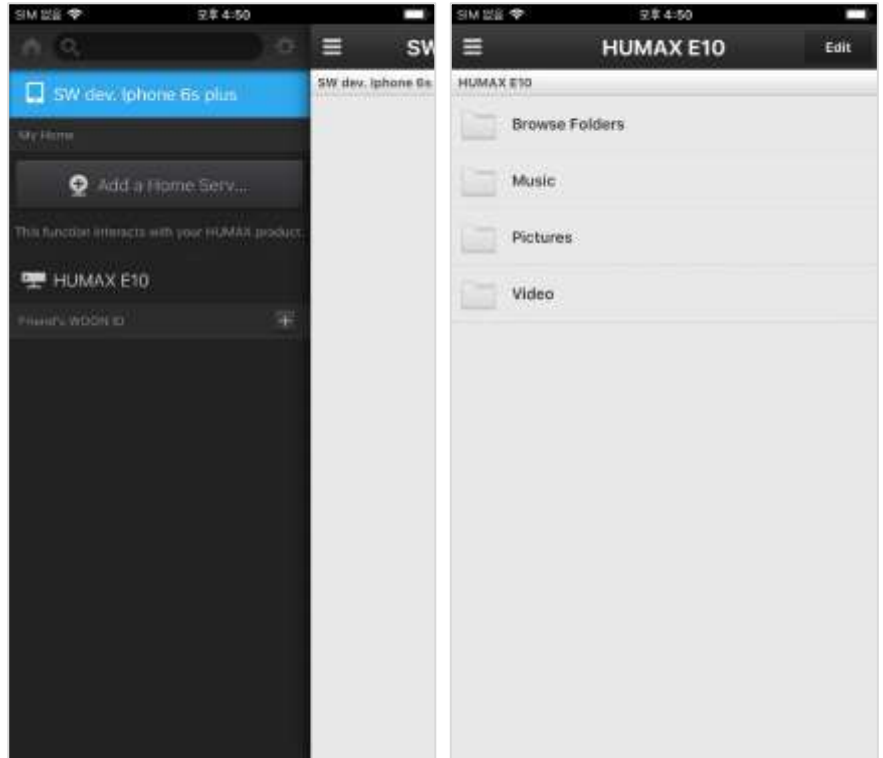 SIM 없음
오후 4:50
SW dev. Iphone 6s plus
My Home
Add a Home Serv...
This function interacts with your HUMAX product.
HUMAX E10
Friend's WOON ID
SW
SW dev. Iphone 6s
SIM 없음
오후 4:50
HUMAX E10
Edit
HUMAX E10
Browse Folders
Music
Pictures
Video